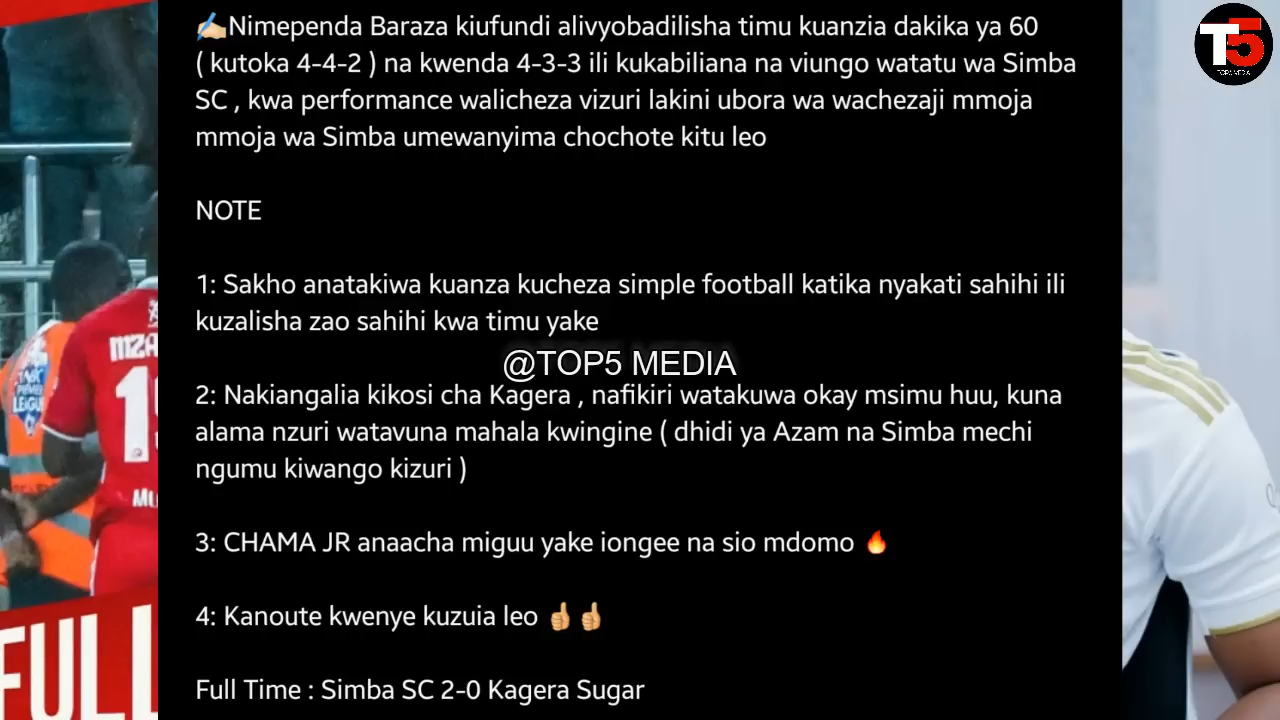 ✍🏻Nimependa Baraza kiufundi alivyobadilisha timu kuanzia dakika ya 60
( kutoka 4-4-2 ) na kwenda 4-3-3 ili kukabiliana na viungo watatu wa Simba
SC , kwa performance walicheza vizuri lakini ubora wa wachezaji mmoja
mmoja wa Simba umewanyima chochote kitu leo
NOTE
1: Sakho anatakiwa kuanza kucheza simple football katika nyakati sahihi ili
kuzalisha zao sahihi kwa timu yake
@TOP5 MEDIA
2: Nakiangalia kikosi cha Kagera , nafikiri watakuwa okay msimu huu, kuna
alama nzuri watavuna mahala kwingine ( dhidi ya Azam na Simba mechi
ngumu kiwango kizuri )
3: CHAMA JR anaacha miguu yake iongee na sio mdomo 🔥
4: Kanoute kwenye kuzuia leo 👍🏼👍🏼
Full Time : Simba SC 2-0 Kagera Sugar
T5
MZA
1
MU
LEAGUE
FULL